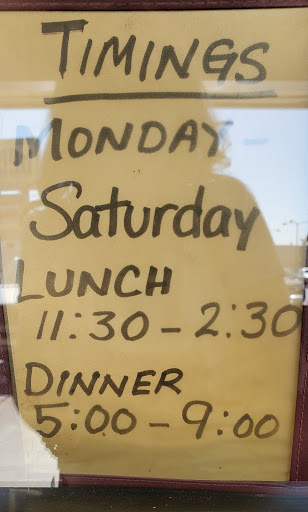 TIMINGS
MONDAY -
Saturday
LUNCH
11:30 - 2:30
DINNER
5:00 - 9:00